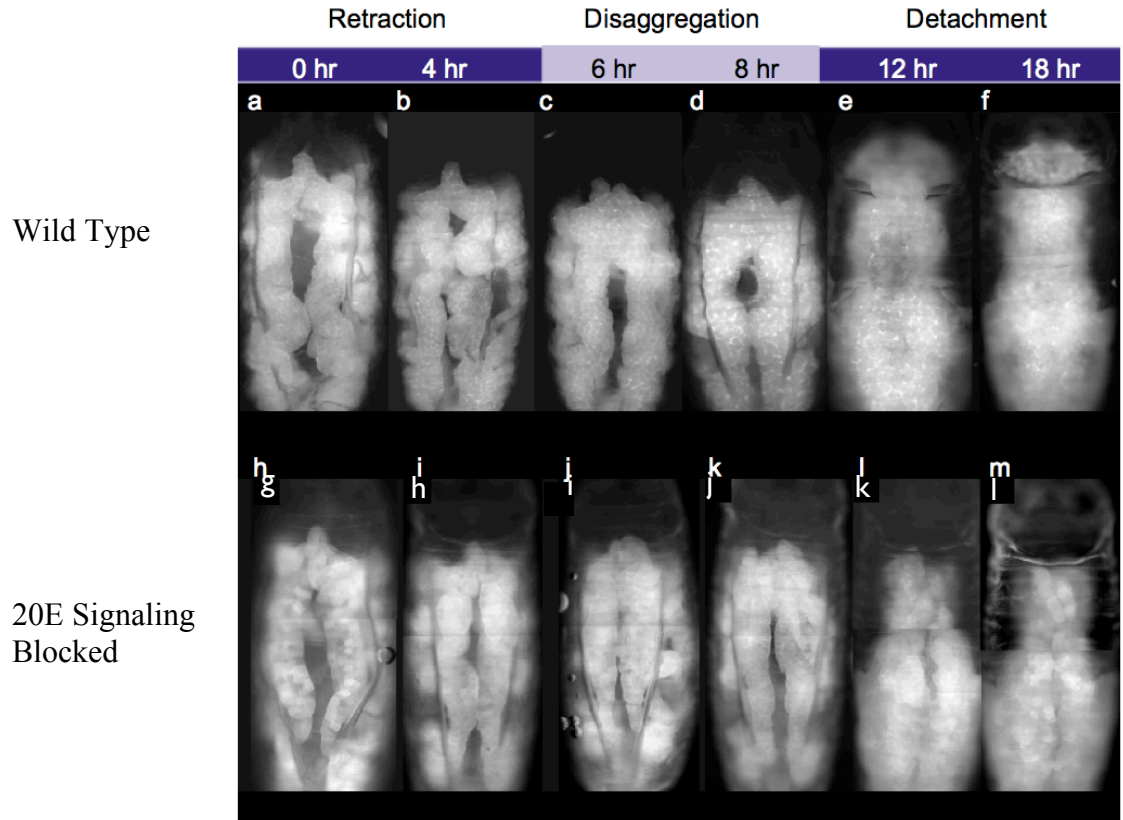 Retraction Disaggregation Detachment
0 hr 4 hr 6 hr 8 hr 12 hr 18 hr
a b c d e f
Wild Type
h i j k l m
g h i j k l
20E Signaling
Blocked